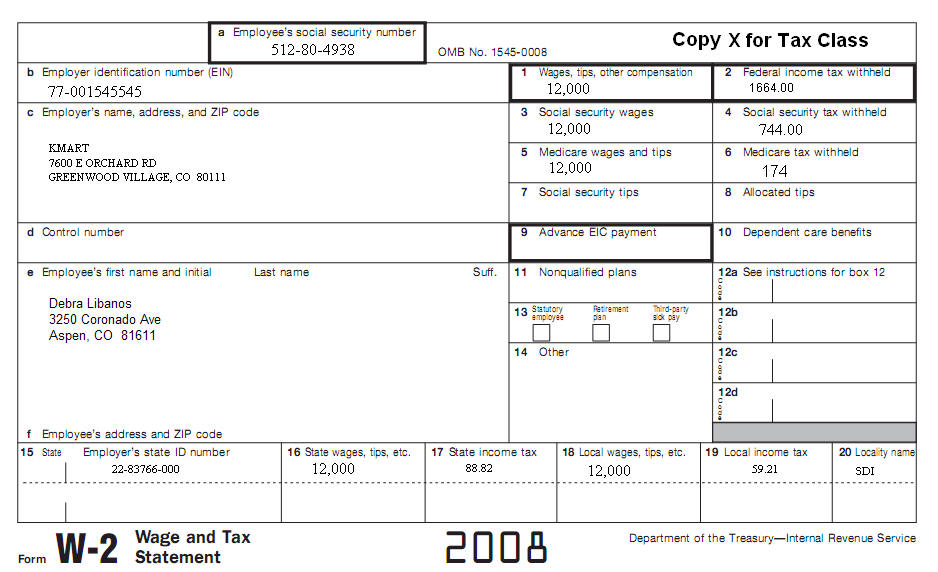 a Employee's social security number
512-80-4938
OMB No. 1545-0008
Copy X for Tax Class
b Employer identification number (EIN)
77-001545545
1 Wages, tips, other compensation
12,000
2 Federal income tax withheld
1664.00
c Employer's name, address, and ZIP code
KMART
7600 E ORCHARD RD
GREENWOOD VILLAGE, CO 80111
3 Social security wages
12,000
4 Social security tax withheld
744.00
5 Medicare wages and tips
12,000
6 Medicare tax withheld
174
7 Social security tips
8 Allocated tips
d Control number
9 Advance EIC payment
10 Dependent care benefits
e Employee's first name and initial Last name Suff.
Debra Libanos
3250 Coronado Ave
Aspen, CO 81611
11 Nonqualified plans
12a See instructions for box 12
Code
13 Statutory employee Retirement plan Third-party sick pay
12b
Code
14 Other
12c
Code
12d
Code
f Employee's address and ZIP code
15 State Employer's state ID number
22-83766-000
16 State wages, tips, etc.
12,000
17 State income tax
88.82
18 Local wages, tips, etc.
12,000
19 Local income tax
59.21
20 Locality name
SDI
Form W-2 Wage and Tax Statement
2008
Department of the Treasury—Internal Revenue Service